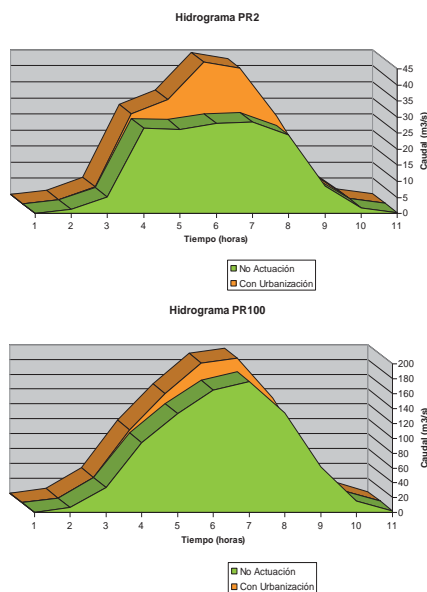 Hidrograma PR2
45
40
35
30
25
20
15
10
5
0
Caudal (m3/s)
1 2 3 4 5 6 7 8 9 10 11
Tiempo (horas)
No Actuación
Con Urbanización
Hidrograma PR100
200
180
160
140
120
100
80
60
40
20
0
Caudal (m3/s)
1 2 3 4 5 6 7 8 9 10 11
Tiempo (horas)
No Actuación
Con Urbanización